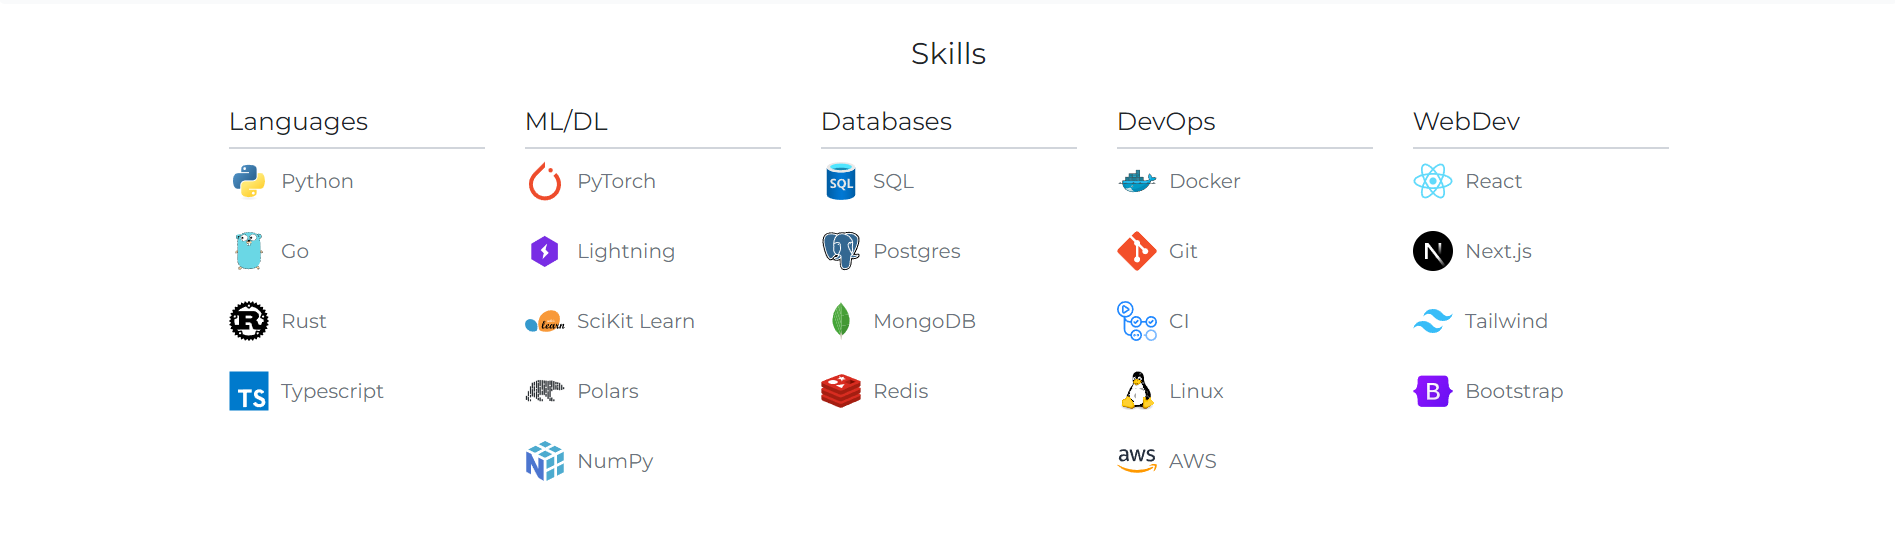 Skills
Languages
Python
Go
Rust
TS Typescript
ML/DL
PyTorch
Lightning
learn SciKit Learn
Polars
NumPy
Databases
SQL SQL
Postgres
MongoDB
Redis
DevOps
Docker
Git
CI
Linux
aws AWS
WebDev
React
N Next.js
Tailwind
B Bootstrap